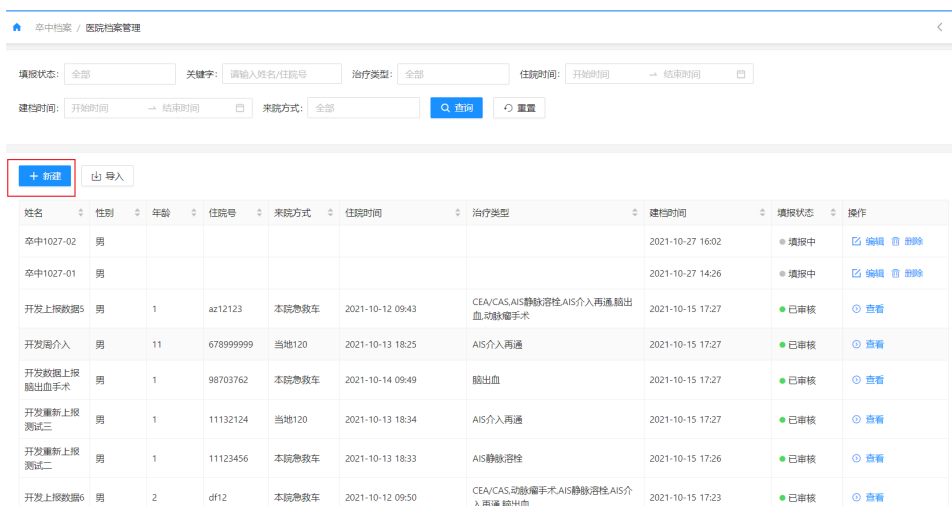 卒中档案 / 医院档案管理
填报状态: 全部 关键字: 请输入姓名/住院号 治疗类型: 全部 住院时间: 开始时间 → 结束时间
建档时间: 开始时间 → 结束时间 来院方式: 全部 查询 重置
+ 新建 导入
姓名 性别 年龄 住院号 来院方式 住院时间 治疗类型 建档时间 填报状态 操作
卒中1027-02 男 2021-10-27 16:02 填报中 编辑 删除
卒中1027-01 男 2021-10-27 14:26 填报中 编辑 删除
开发上报数据5 男 1 az12123 本院急救车 2021-10-12 09:43 CEA/CAS,AIS静脉溶栓,AIS介入再通,脑出 2021-10-15 17:27 已审核 查看
血,动脉瘤手术
开发周介入 男 11 678999999 当地120 2021-10-13 18:25 AIS介入再通 2021-10-15 17:27 已审核 查看
开发数据上报
脑出血手术 男 1 98703762 本院急救车 2021-10-14 09:49 脑出血 2021-10-15 17:27 已审核 查看
开发重新上报
测试三 男 1 11132124 当地120 2021-10-13 18:34 AIS介入再通 2021-10-15 17:27 已审核 查看
开发重新上报
测试二 男 1 11123456 本院急救车 2021-10-13 18:33 AIS静脉溶栓 2021-10-15 17:26 已审核 查看
开发上报数据6 男 2 df12 本院急救车 2021-10-12 09:50 CEA/CAS,动脉瘤手术,AIS静脉溶栓,AIS介 2021-10-15 17:23 已审核 查看
入再通,脑出血